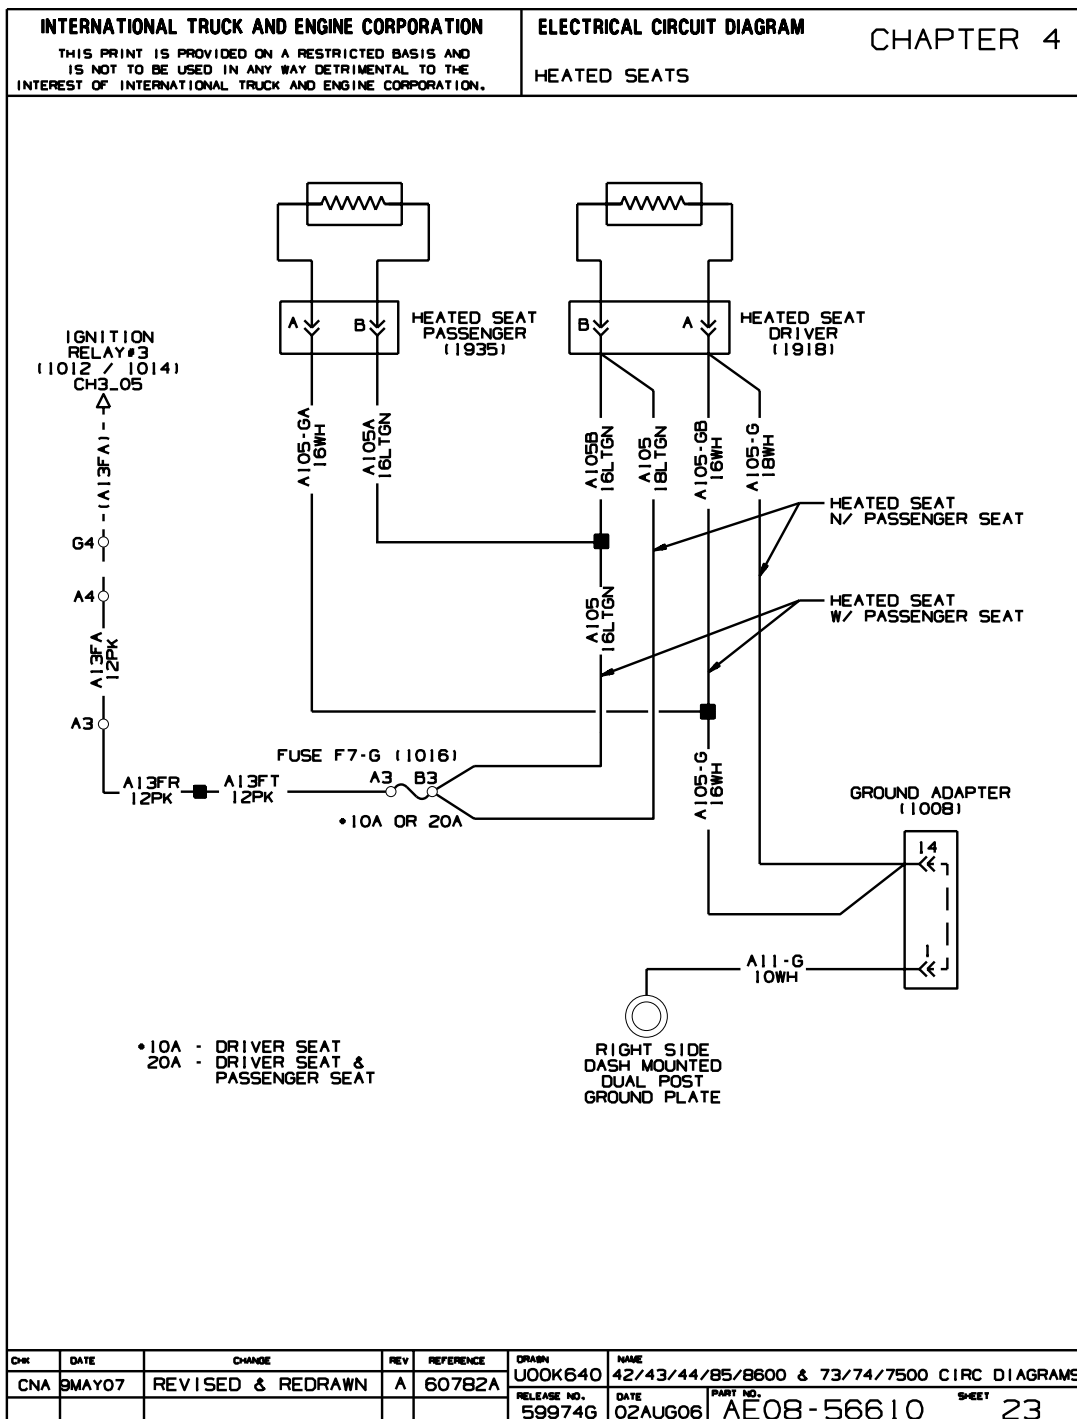 INTERNATIONAL TRUCK AND ENGINE CORPORATION
THIS PRINT IS PROVIDED ON A RESTRICTED BASIS AND
IS NOT TO BE USED IN ANY WAY DETRIMENTAL TO THE
INTEREST OF INTERNATIONAL TRUCK AND ENGINE CORPORATION.
ELECTRICAL CIRCUIT DIAGRAM
HEATED SEATS
CHAPTER 4
A
B
HEATED SEAT
PASSENGER
(1935)
B
A
HEATED SEAT
DRIVER
(1918)
IGNITION
RELAY#3
(1012 / 1014)
CH3_05
(A13FA)
G4
A4
A13FA
12PK
A3
A13FR
12PK
A13FT
12PK
A105-GA
16WH
A105A
16LTGN
A105B
16LTGN
A105
18LTGN
A105-GB
16WH
A105-G
18WH
HEATED SEAT
N/ PASSENGER SEAT
HEATED SEAT
W/ PASSENGER SEAT
A105
16LTGN
FUSE F7-G (1016)
A3
B3
*10A OR 20A
A105-G
16WH
GROUND ADAPTER
(1008)
14
1
A11-G
10WH
RIGHT SIDE
DASH MOUNTED
DUAL POST
GROUND PLATE
*10A - DRIVER SEAT
20A - DRIVER SEAT &
PASSENGER SEAT
CHK
DATE
CHANGE
REV
REFERENCE
CNA
9MAY07
REVISED & REDRAWN
A
60782A
DRAWN
U00K640
NAME
42/43/44/85/8600 & 73/74/7500 CIRC DIAGRAMS
RELEASE NO.
59974G
DATE
02AUG06
PART NO.
AE08-56610
SHEET
23